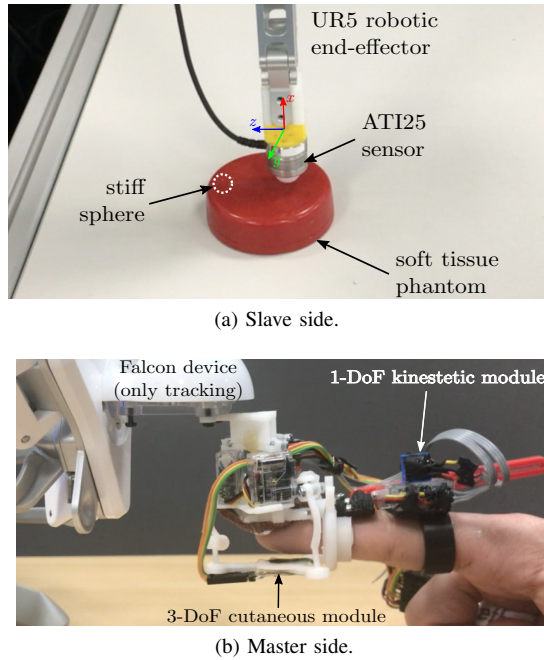 UR5 robotic
end-effector
x
z
ATI25
sensor
stiff
sphere
soft tissue
phantom
(a) Slave side.
Falcon device
(only tracking)
1-DoF kinestetic module
3-DoF cutaneous module
(b) Master side.